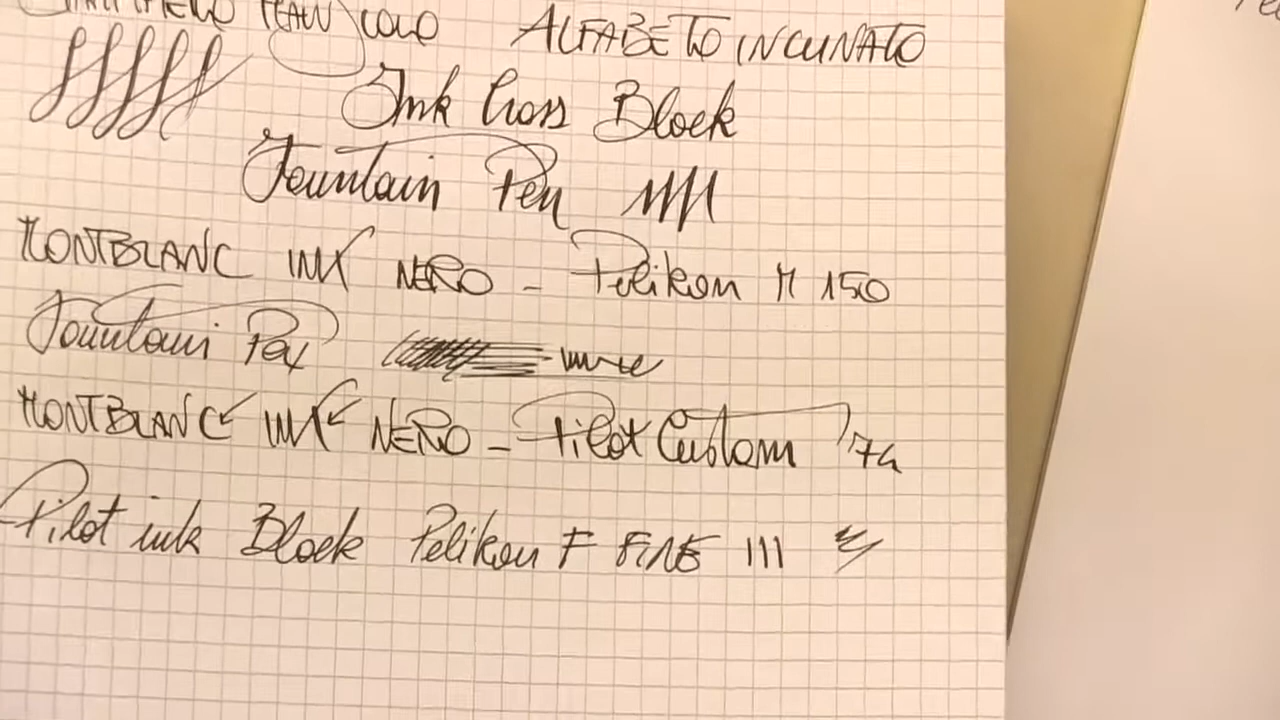 ALFABETO INCLINATO
Ink Cross Block
Fountain Pen
MONTBLANC INK NERO - Pelikan M 150
Fountain Pen
MONTBLANC INK NERO - Pilot Custom 74
Pilot ink Block Pelikan F FINE III